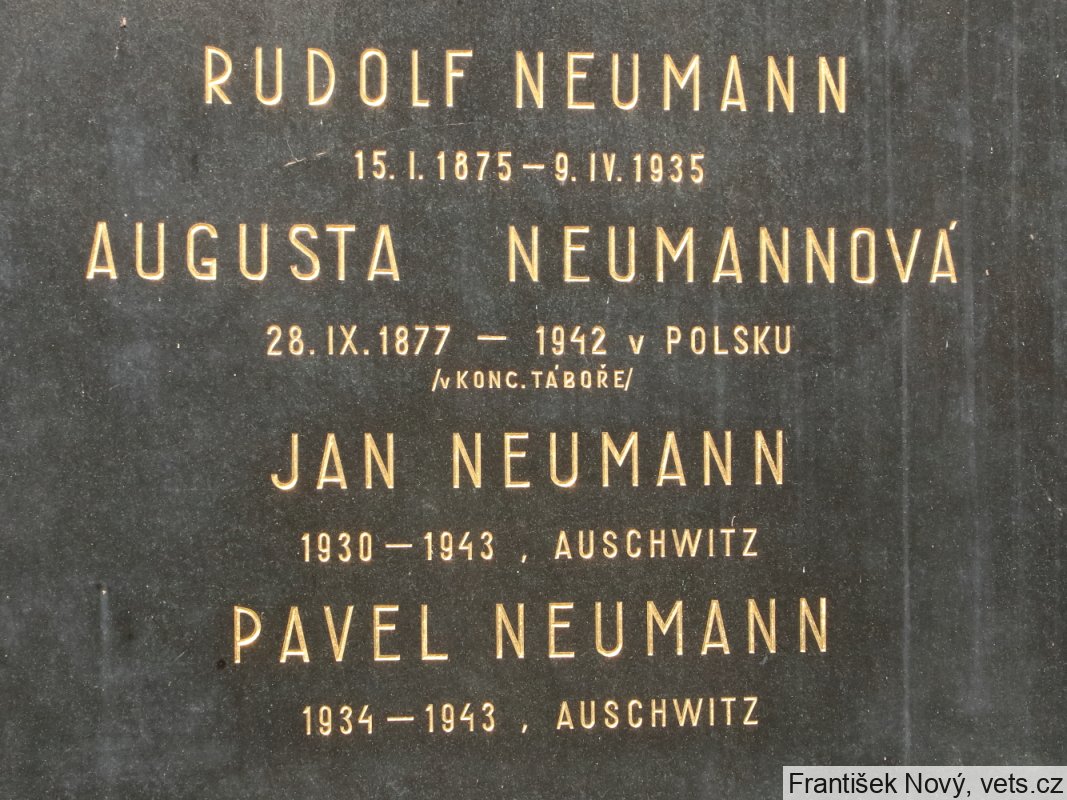 RUDOLF NEUMANN
15. I. 1875 – 9. IV. 1935
AUGUSTA NEUMANNOVÁ
28. IX. 1877 – 1942 v POLSKU
/v KONC. TÁBOŘE/
JAN NEUMANN
1930 – 1943 , AUSCHWITZ
PAVEL NEUMANN
1934 – 1943 , AUSCHWITZ
František Nový, vets.cz